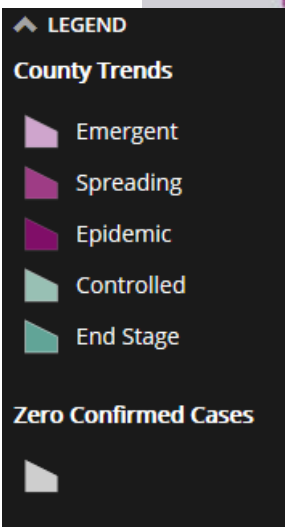 LEGEND
County Trends
Emergent
Spreading
Epidemic
Controlled
End Stage
Zero Confirmed Cases